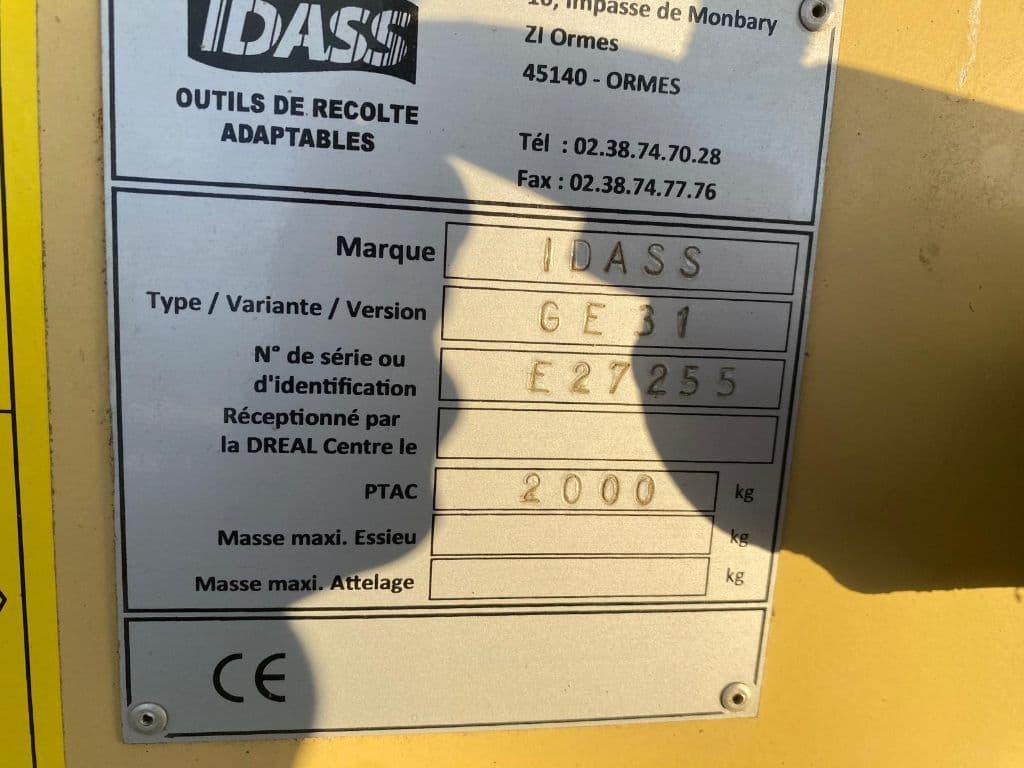 IDASS
OUTILS DE RECOLTE
ADAPTABLES
16, Impasse de Monbary
ZI Ormes
45140 - ORMES
Tél : 02.38.74.70.28
Fax : 02.38.74.77.76
Marque IDASS
Type / Variante / Version GE31
N° de série ou
d'identification E27255
Réceptionné par
la DREAL Centre le
PTAC 2000 kg
Masse maxi. Essieu kg
Masse maxi. Attelage kg
CE